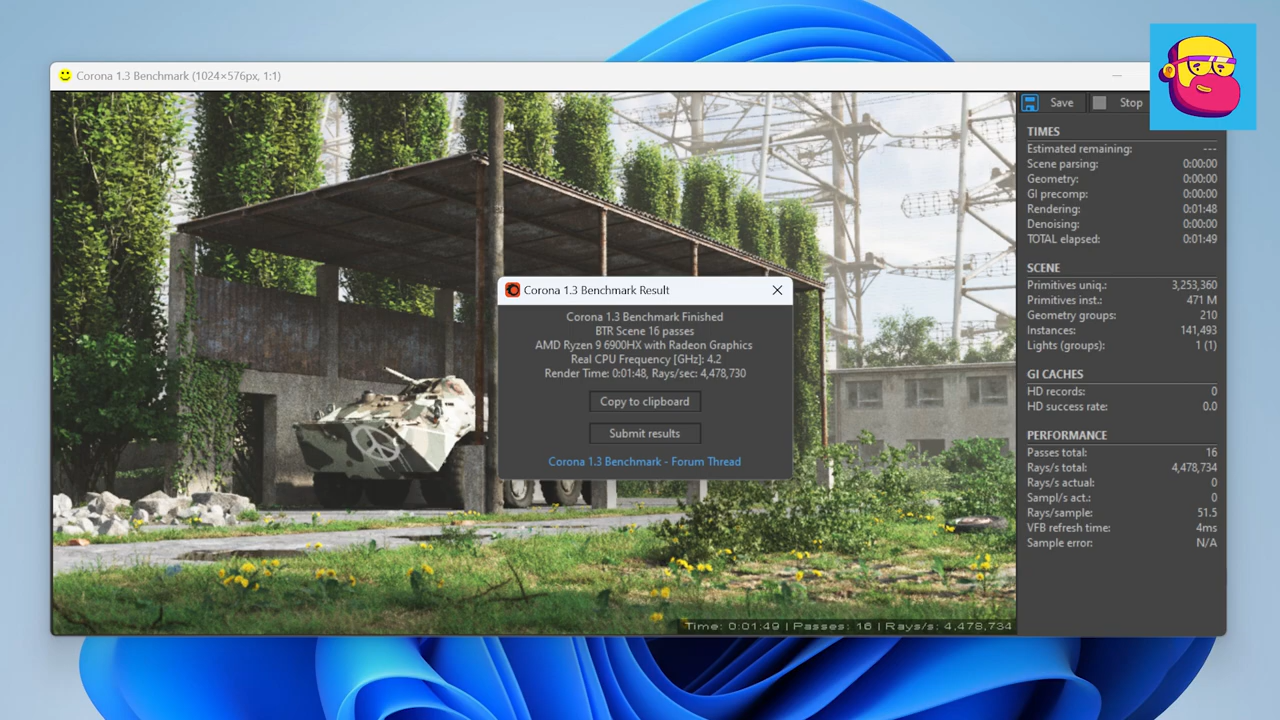 Corona 1.3 Benchmark (1024×576px, 1:1)
Save
Stop
TIMES
Estimated remaining: ---
Scene parsing: 0:00:00
Geometry: 0:00:00
GI precomp: 0:00:00
Rendering: 0:01:48
Denoising: 0:00:00
TOTAL elapsed: 0:01:49
SCENE
Primitives uniq.: 3,253,360
Primitives inst.: 471 M
Geometry groups: 210
Instances: 141,493
Lights (groups): 1 (1)
GI CACHES
HD records: 0
HD success rate: 0.0
PERFORMANCE
Passes total: 16
Rays/s total: 4,478,734
Rays/s actual: 0
Sampl/s act.: 0
Rays/sample: 51.5
VFB refresh time: 4ms
Sample error: N/A
Corona 1.3 Benchmark Result
Corona 1.3 Benchmark Finished
BTR Scene 16 passes
AMD Ryzen 9 6900HX with Radeon Graphics
Real CPU Frequency [GHz]: 4.2
Render Time: 0:01:48, Rays/sec: 4,478,730
Copy to clipboard
Submit results
Corona 1.3 Benchmark - Forum Thread
Time: 0:01:49 | Passes: 16 | Rays/s: 4,478,734